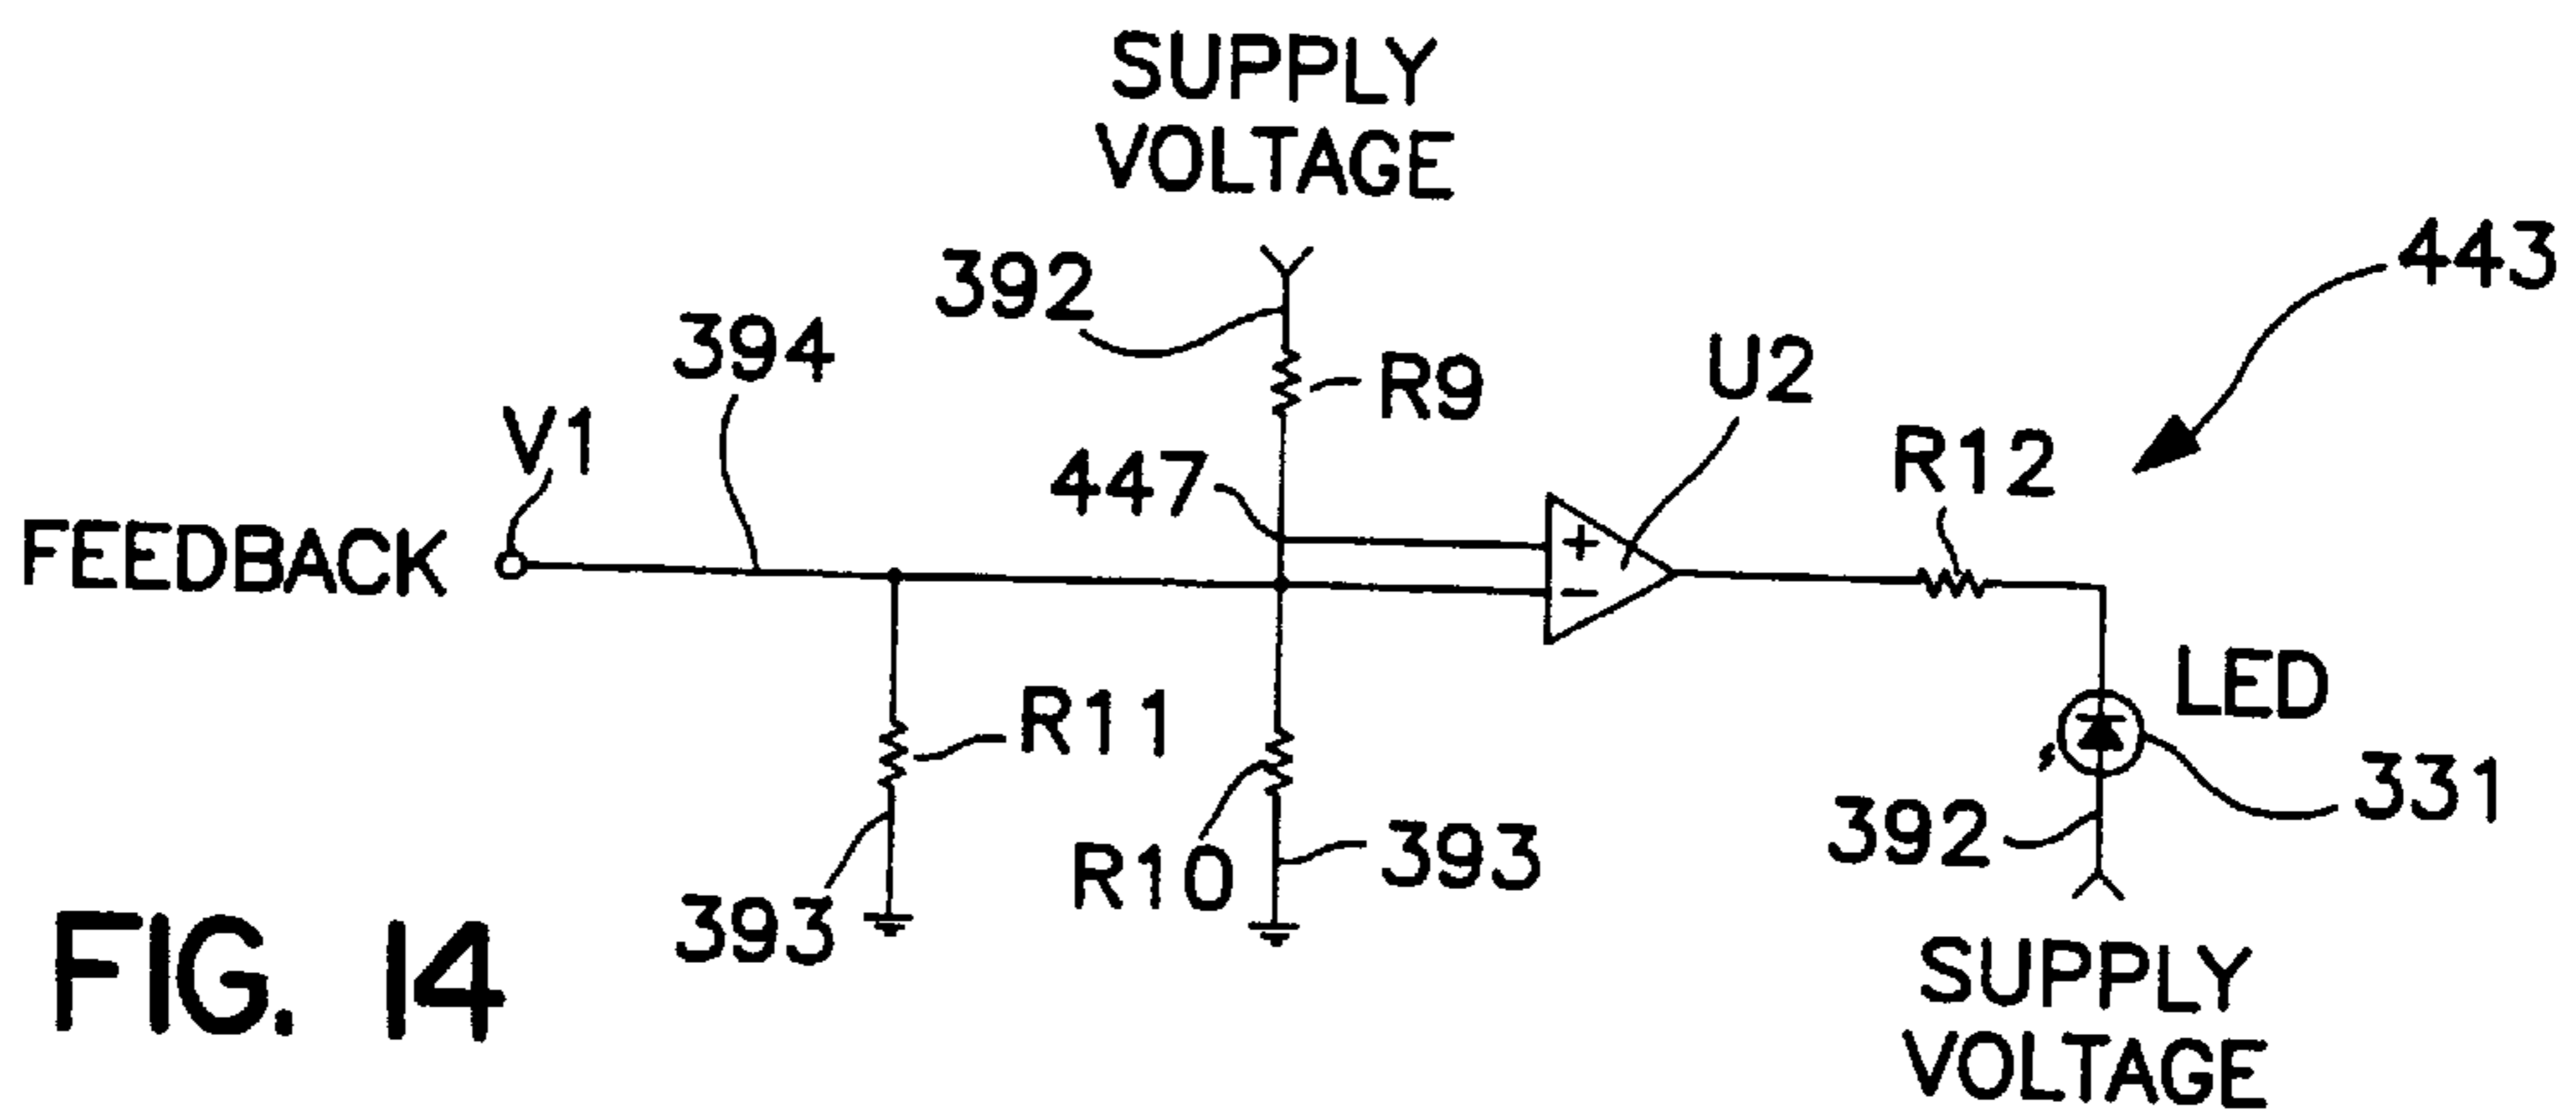 SUPPLY
VOLTAGE
392
443
394
R9
U2
V1
R12
447
+
FEEDBACK
−
LED
R11
331
392
R10
393
393
FIG. 14
SUPPLY
VOLTAGE